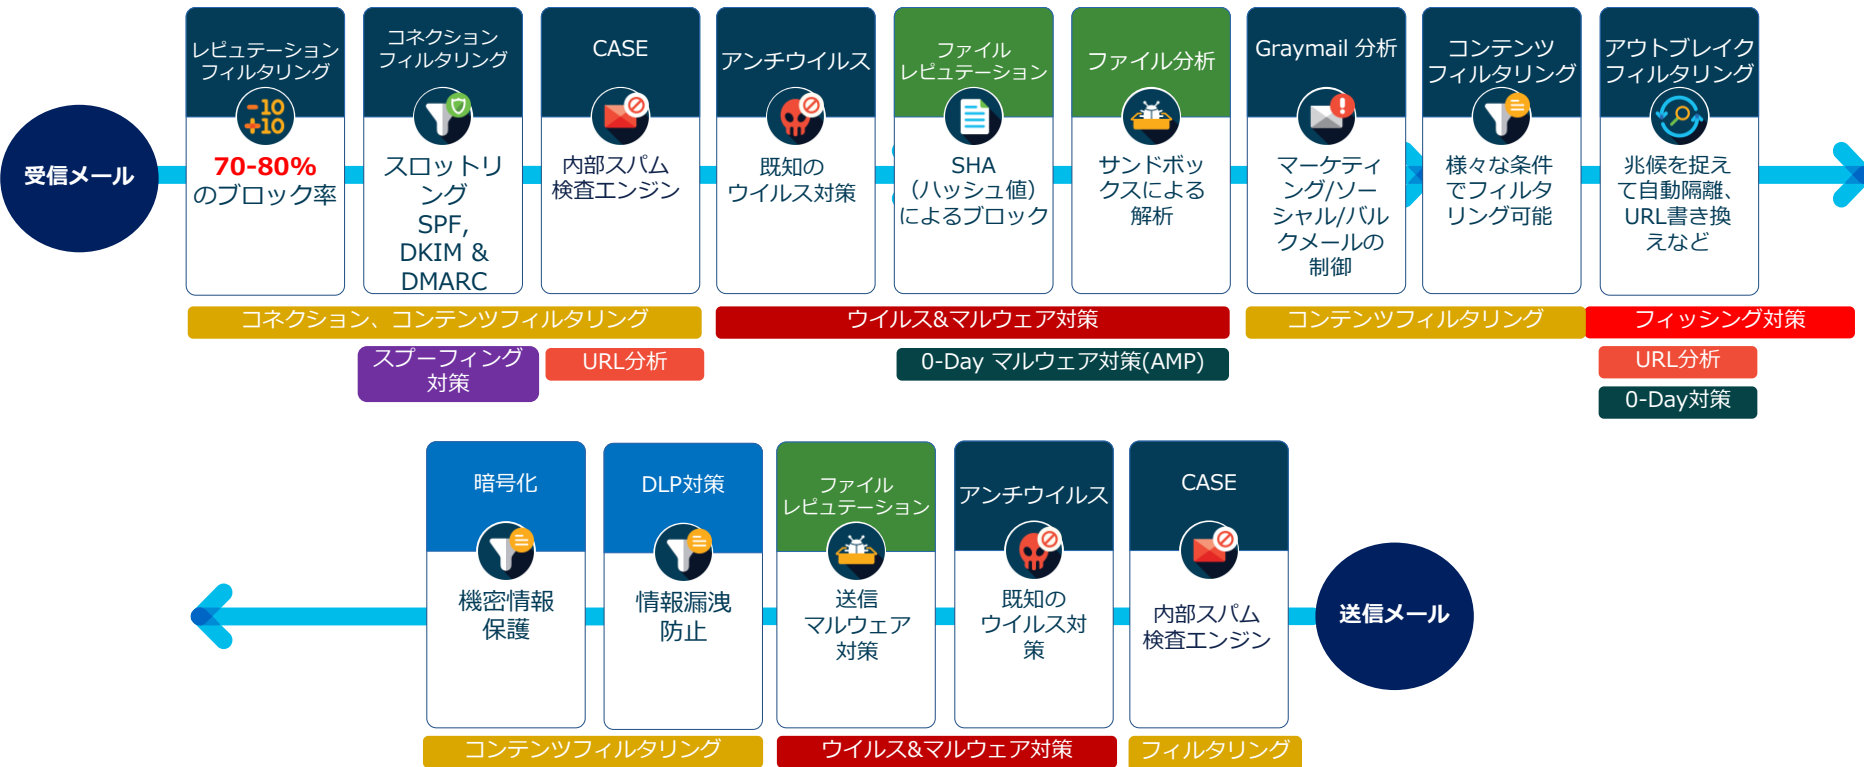 受信メール
レピュテーション
フィルタリング
-10
+10
70-80%
のブロック率
コネクション
フィルタリング
スロットリ
ング
SPF,
DKIM &
DMARC
CASE
内部スパム
検査エンジン
アンチウイルス
既知の
ウイルス対策
ファイル
レピュテーション
SHA
（ハッシュ値）
によるブロック
ファイル分析
サンドボッ
クスによる
解析
Graymail 分析
マーケティ
ング/ソー
シャル/バル
クメールの
制御
コンテンツ
フィルタリング
様々な条件
でフィルタ
リング可能
アウトブレイク
フィルタリング
兆候を捉え
て自動隔離、
URL書き換
えなど
コネクション、コンテンツフィルタリング
ウイルス&マルウェア対策
コンテンツフィルタリング
フィッシング対策
スプーフィング
対策
URL分析
0-Day マルウェア対策(AMP)
URL分析
0-Day対策
暗号化
機密情報
保護
DLP対策
情報漏洩
防止
ファイル
レピュテーション
送信
マルウェア
対策
アンチウイルス
既知の
ウイルス対
策
CASE
内部スパム
検査エンジン
送信メール
コンテンツフィルタリング
ウイルス&マルウェア対策
フィルタリング